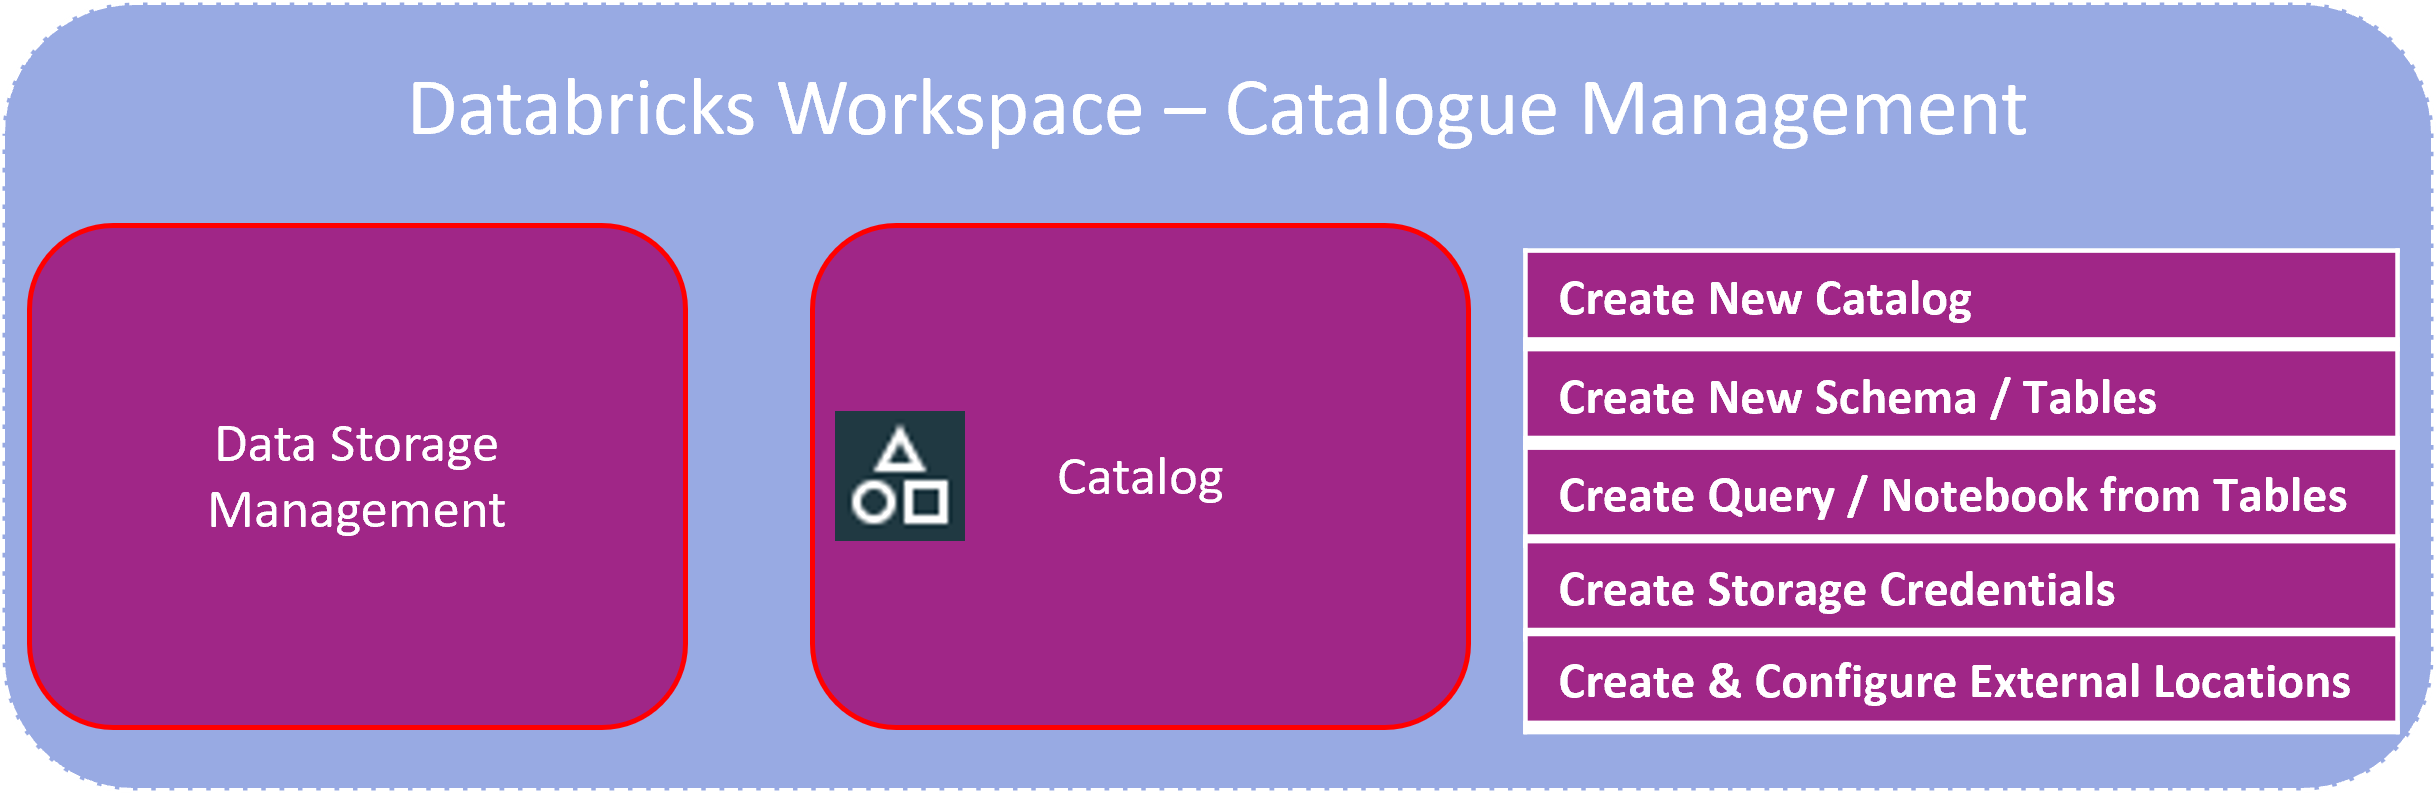 Databricks Workspace – Catalogue Management
Data Storage
Management
Catalog
Create New Catalog
Create New Schema / Tables
Create Query / Notebook from Tables
Create Storage Credentials
Create & Configure External Locations